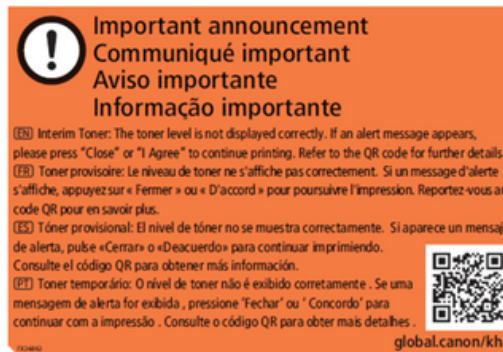 Important announcement
Communiqué important
Aviso importante
Informação importante
EN Interim Toner: The toner level is not displayed correctly. If an alert message appears,
please press "Close" or "I Agree" to continue printing. Refer to the QR code for further details
FR Toner provisoire: Le niveau de toner ne s'affiche pas correctement. Si un message d'alerte
s'affiche, appuyez sur « Fermer » ou « D'accord » pour poursuivre l'impression. Reportez-vous au
code QR pour en savoir plus.
ES Tóner provisional: El nivel de tóner no se muestra correctamente. Si aparece un mensaj
de alerta, pulse «Cerrar» o «Deacuerdo» para continuar imprimiendo.
Consulte el código QR para obtener más información.
PT Toner temporário: O nível de toner não é exibido corretamente . Se uma
mensagem de alerta for exibida , pressione 'Fechar' ou ' Concordo' para
continuar com a impressão . Consulte o código QR para obter mais detalhes .
global.canon/kh